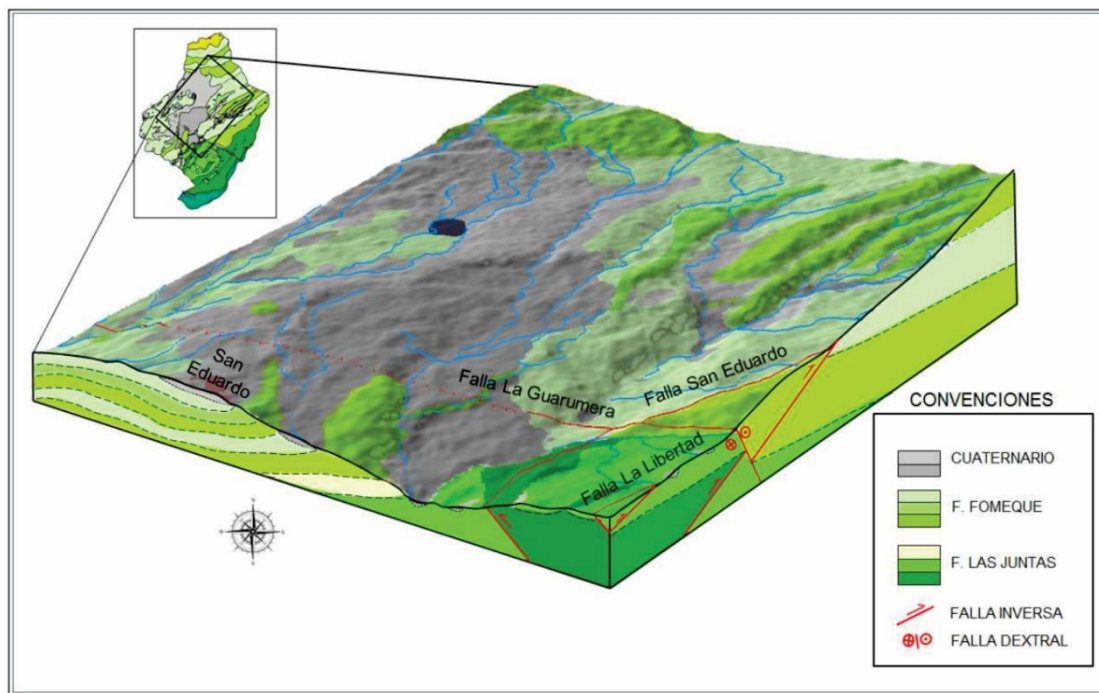 San
Eduardo
Falla La Guarumera
Falla San Eduardo
Falla La Libertad
CONVENCIONES
CUATERNARIO
F. FOMEQUE
F. LAS JUNTAS
FALLA INVERSA
FALLA DEXTRAL